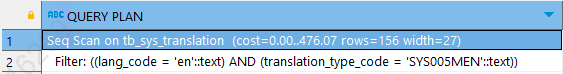 ABC QUERY PLAN
1 Seq Scan on tb_sys_translation (cost=0.00..476.07 rows=156 width=27)
2 Filter: ((lang_code = 'en'::text) AND (translation_type_code = 'SYS005MEN'::text))